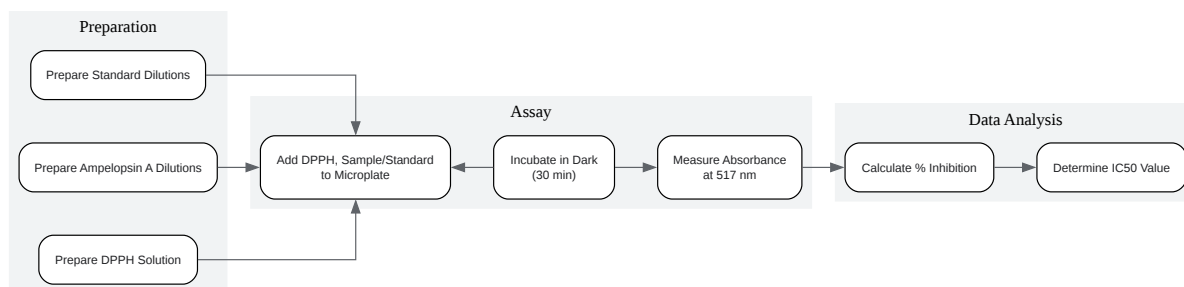 Preparation
Prepare Standard Dilutions
Prepare Ampelopsin A Dilutions
Prepare DPPH Solution
Assay
Add DPPH, Sample/Standard
to Microplate
Incubate in Dark
(30 min)
Measure Absorbance
at 517 nm
Data Analysis
Calculate % Inhibition
Determine IC50 Value